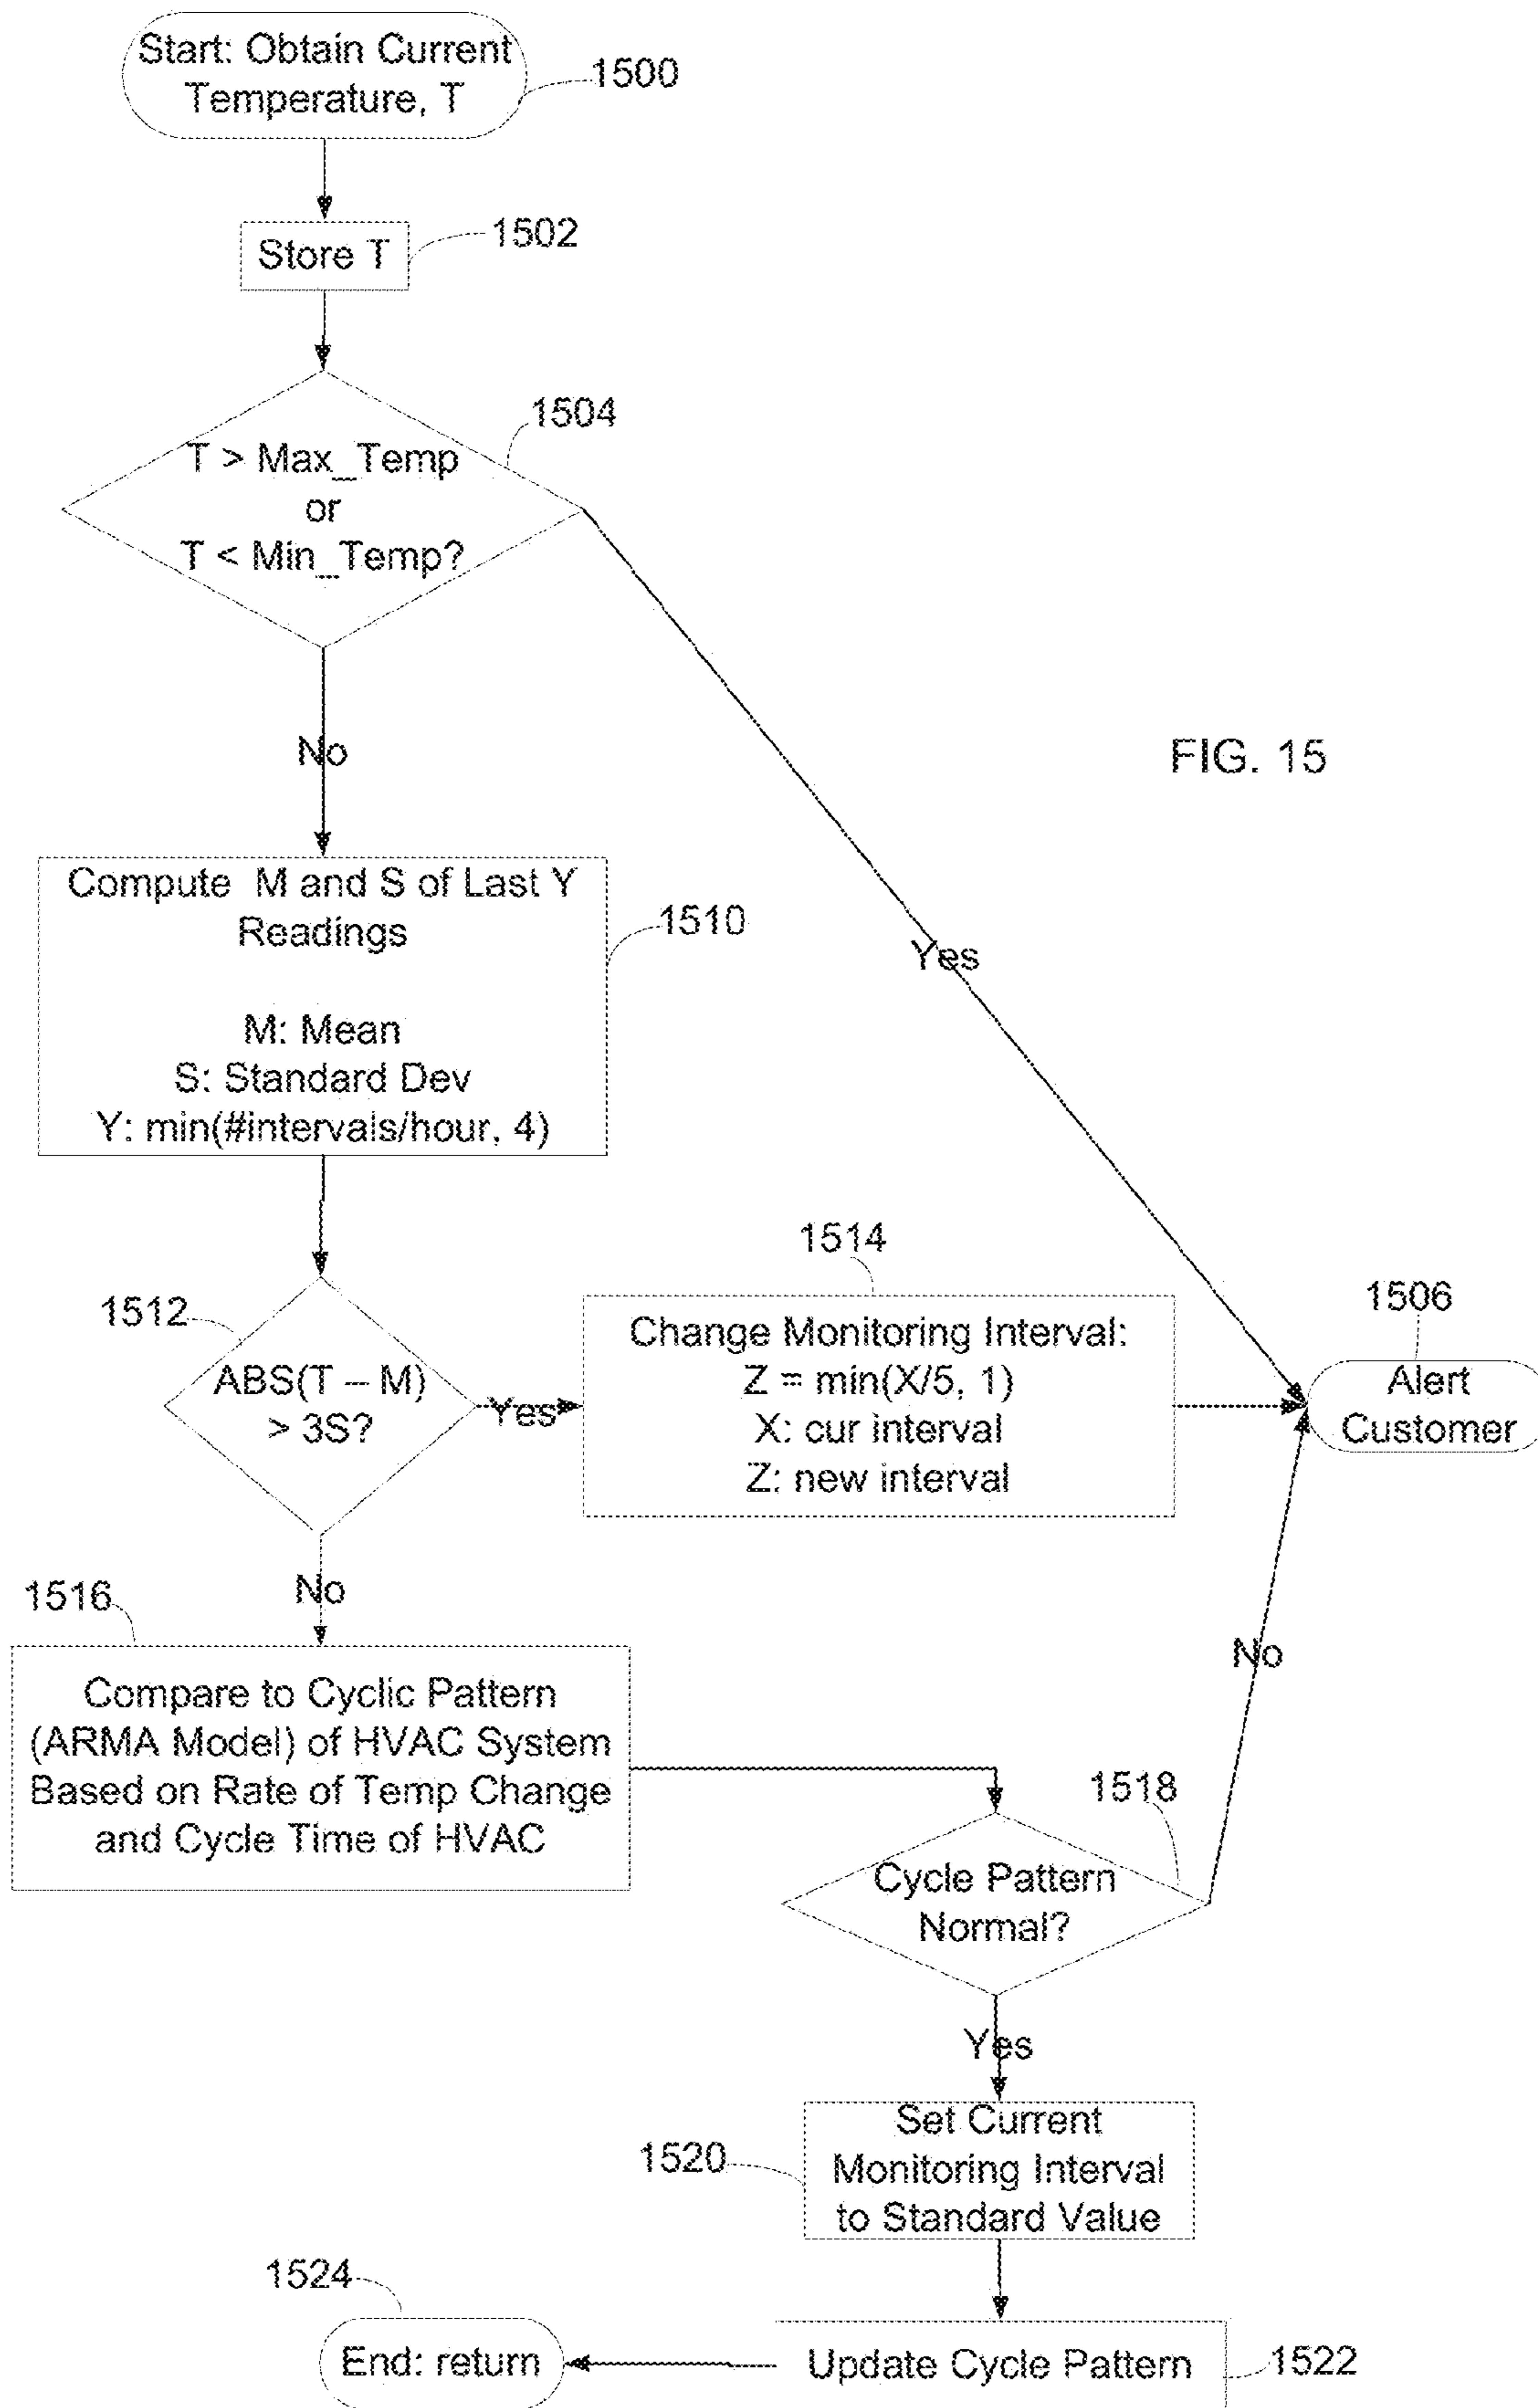 Start: Obtain Current
Temperature, T
1500
Store T
1502
1504
T > Max_Temp
or
T < Min_Temp?
No
Yes
FIG. 15
Compute M and S of Last Y
Readings
M: Mean
S: Standard Dev
Y: min(#intervals/hour, 4)
1510
1512
ABS(T – M)
> 3S?
Yes
1514
Change Monitoring Interval:
Z = min(X/5, 1)
X: cur interval
Z: new interval
1506
Alert
Customer
No
1516
Compare to Cyclic Pattern
(ARMA Model) of HVAC System
Based on Rate of Temp Change
and Cycle Time of HVAC
No
1518
Cycle Pattern
Normal?
Yes
1520
Set Current
Monitoring Interval
to Standard Value
1524
End: return
Update Cycle Pattern
1522